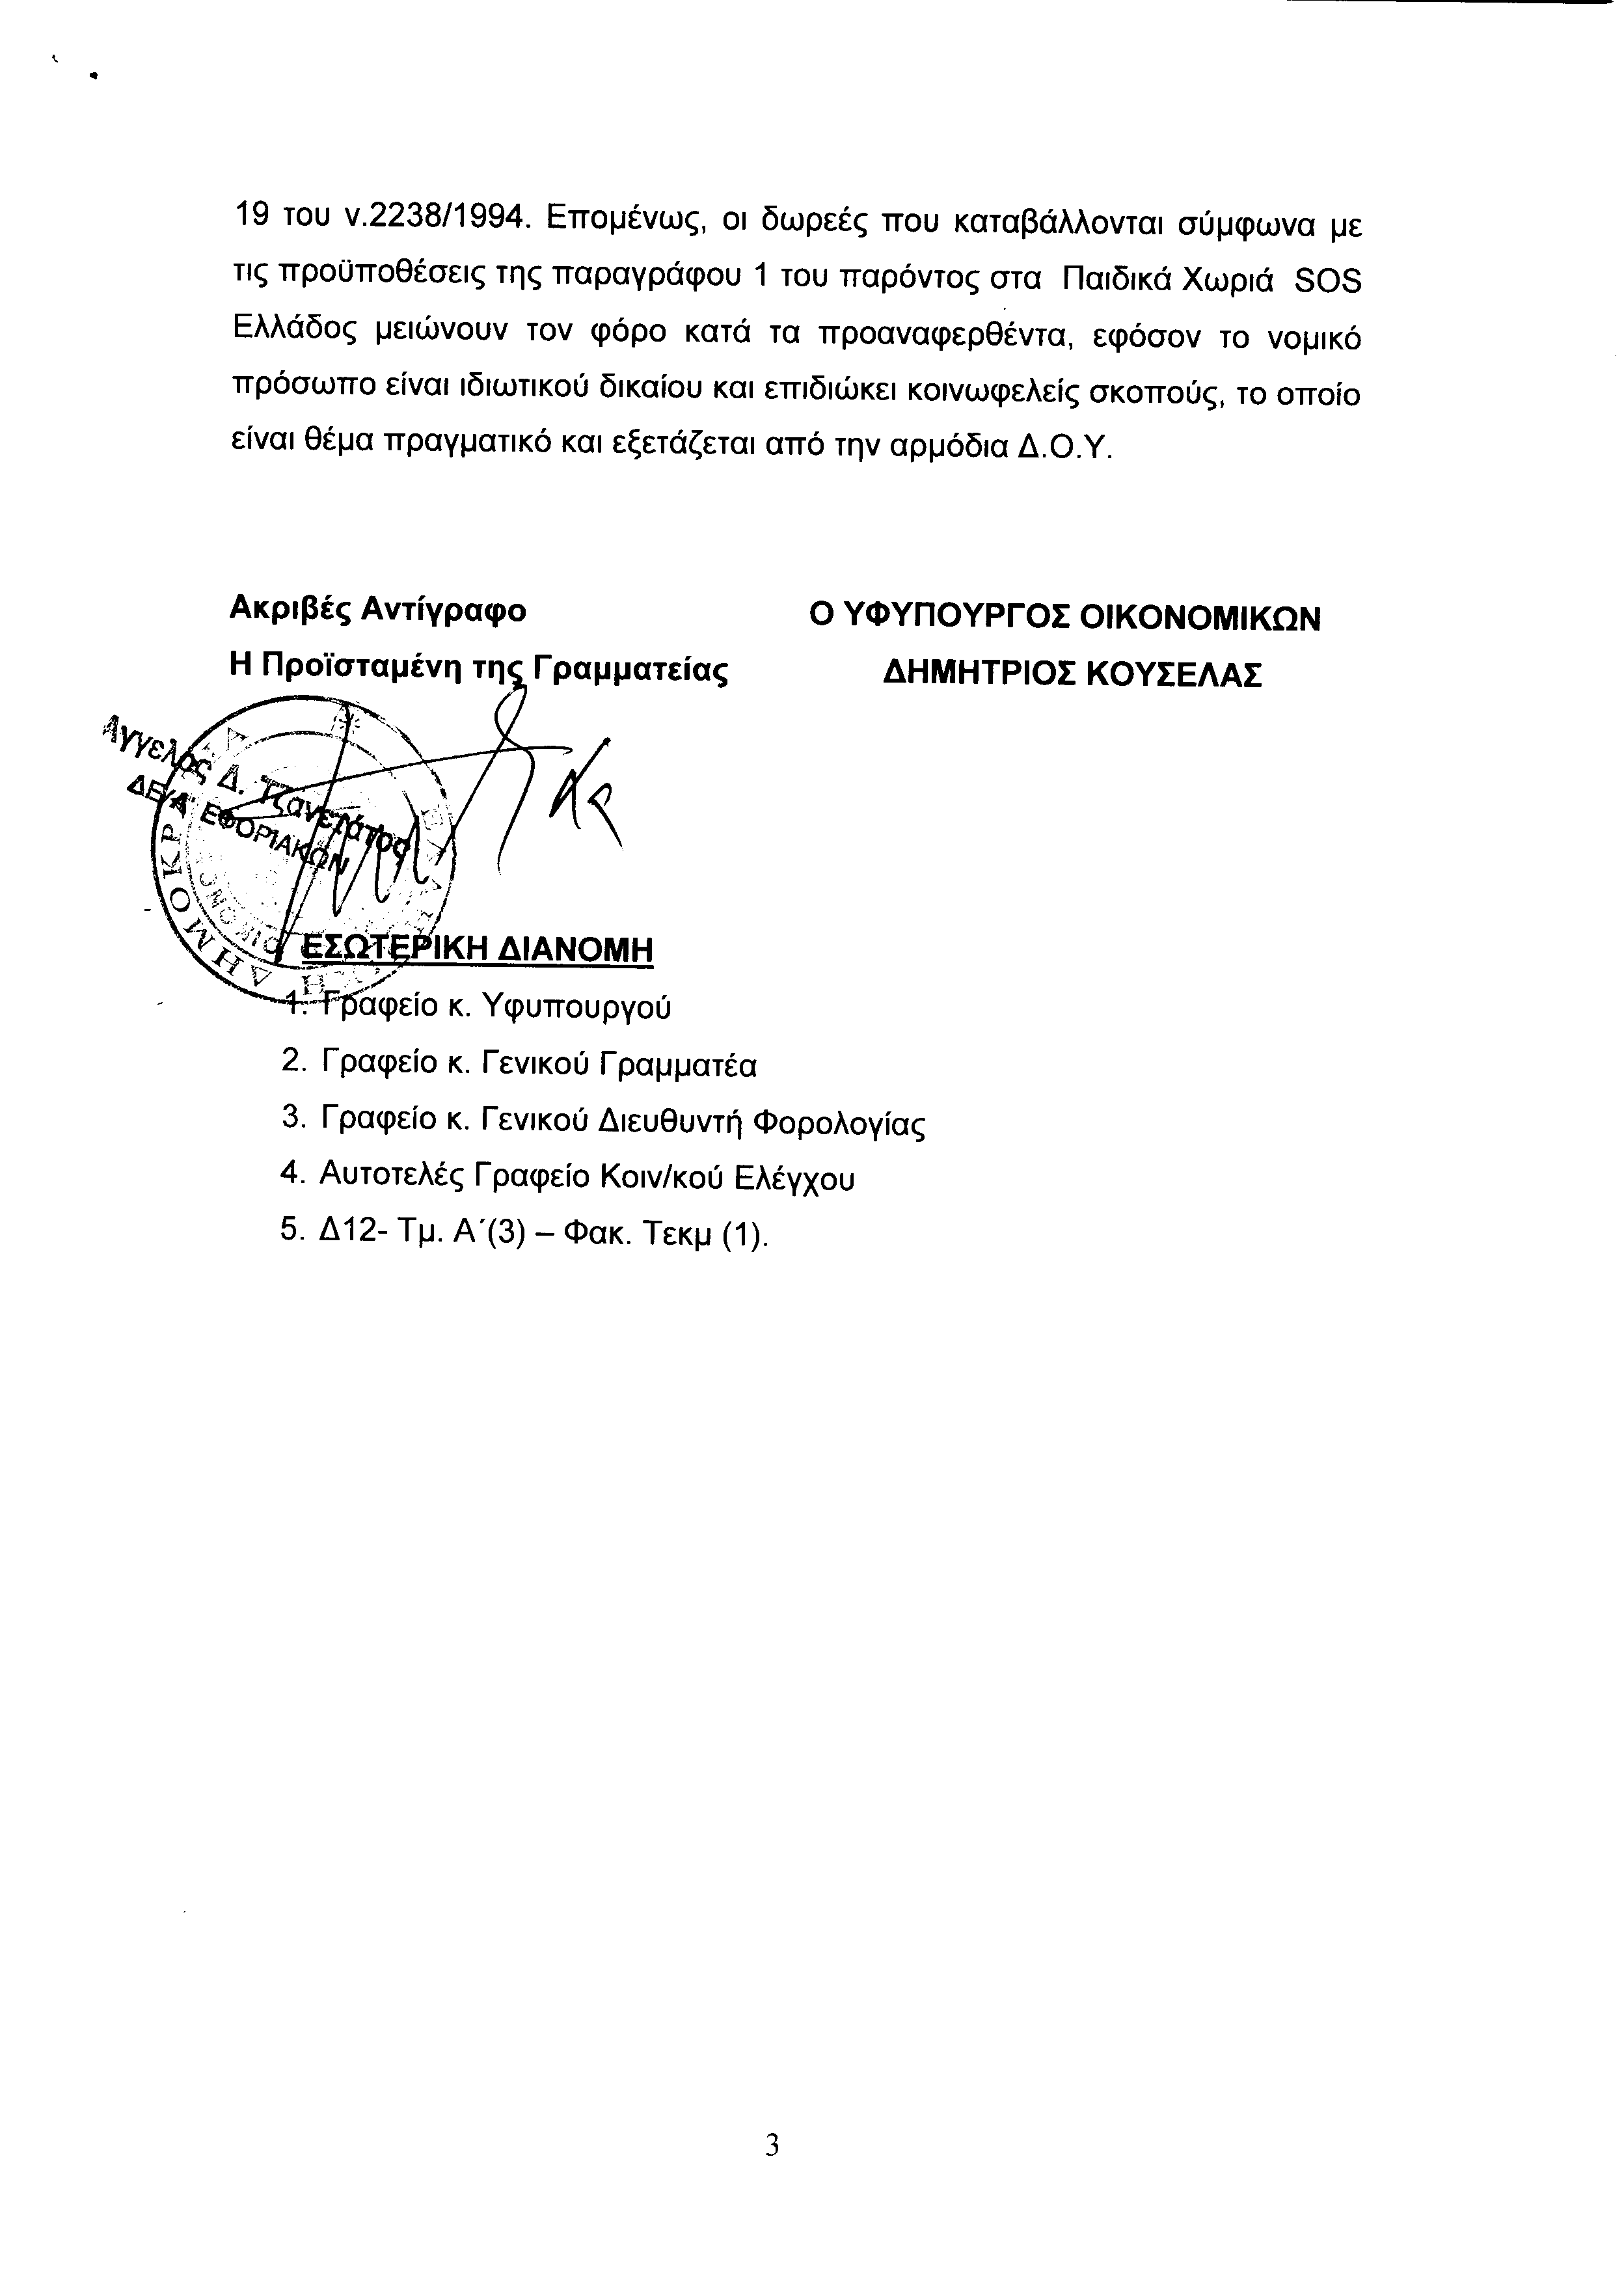 19 του ν.2238/1994. Επομένως, οι δωρεές που καταβάλλονται σύμφωνα με
τις προϋποθέσεις της παραγράφου 1 του παρόντος στα Παιδικά Χωριά SOS
Ελλάδος μειώνουν τον φόρο κατά τα προαναφερθέντα, εφόσον το νομικό
πρόσωπο είναι ιδιωτικού δικαίου και επιδιώκει κοινωφελείς σκοπούς, το οποίο
είναι θέμα πραγματικό και εξετάζεται από την αρμόδια Δ.Ο.Υ.
Ακριβές Αντίγραφο
Η Προϊσταμένη της Γραμματείας
Ο ΥΦΥΠΟΥΡΓΟΣ ΟΙΚΟΝΟΜΙΚΩΝ
ΔΗΜΗΤΡΙΟΣ ΚΟΥΣΕΛΑΣ
Αγγελος Δ. Τζανετάτος
ΔΕ/Α΄ ΕΦΟΡΙΑΚΩΝ
ΕΣΩΤΕΡΙΚΗ ΔΙΑΝΟΜΗ
1. Γραφείο κ. Υφυπουργού
2. Γραφείο κ. Γενικού Γραμματέα
3. Γραφείο κ. Γενικού Διευθυντή Φορολογίας
4. Αυτοτελές Γραφείο Κοιν/κού Ελέγχου
5. Δ12- Τμ. Α΄(3) – Φακ. Τεκμ (1).
3